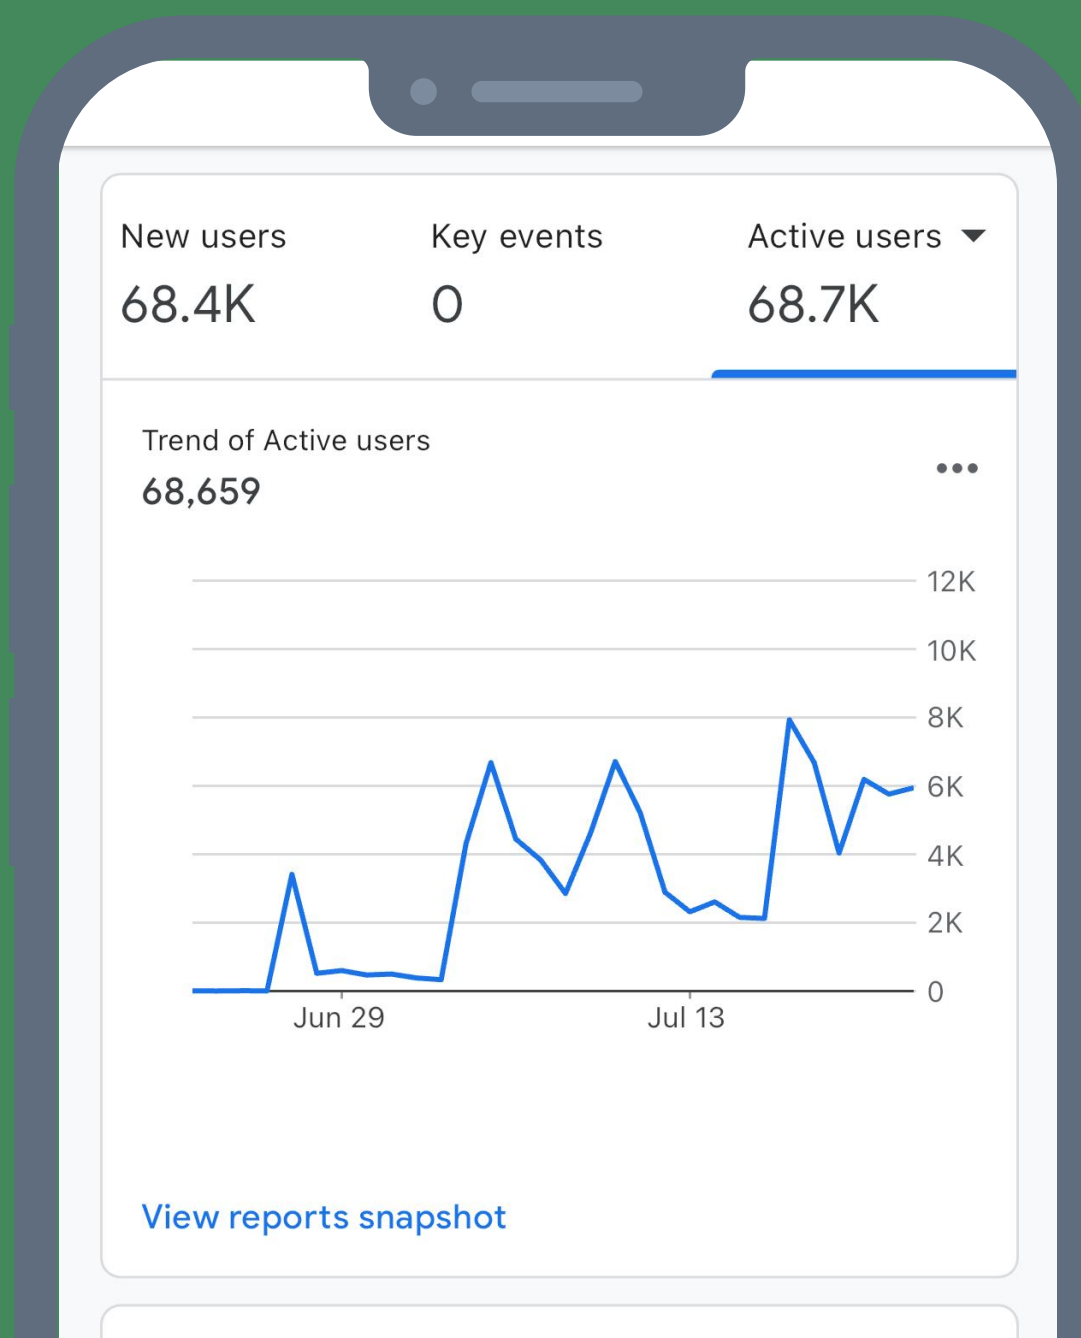 New users Key events Active users
68.4K 0 68.7K
Trend of Active users
68,659
12K
10K
8K
6K
4K
2K
0
Jun 29 Jul 13
View reports snapshot